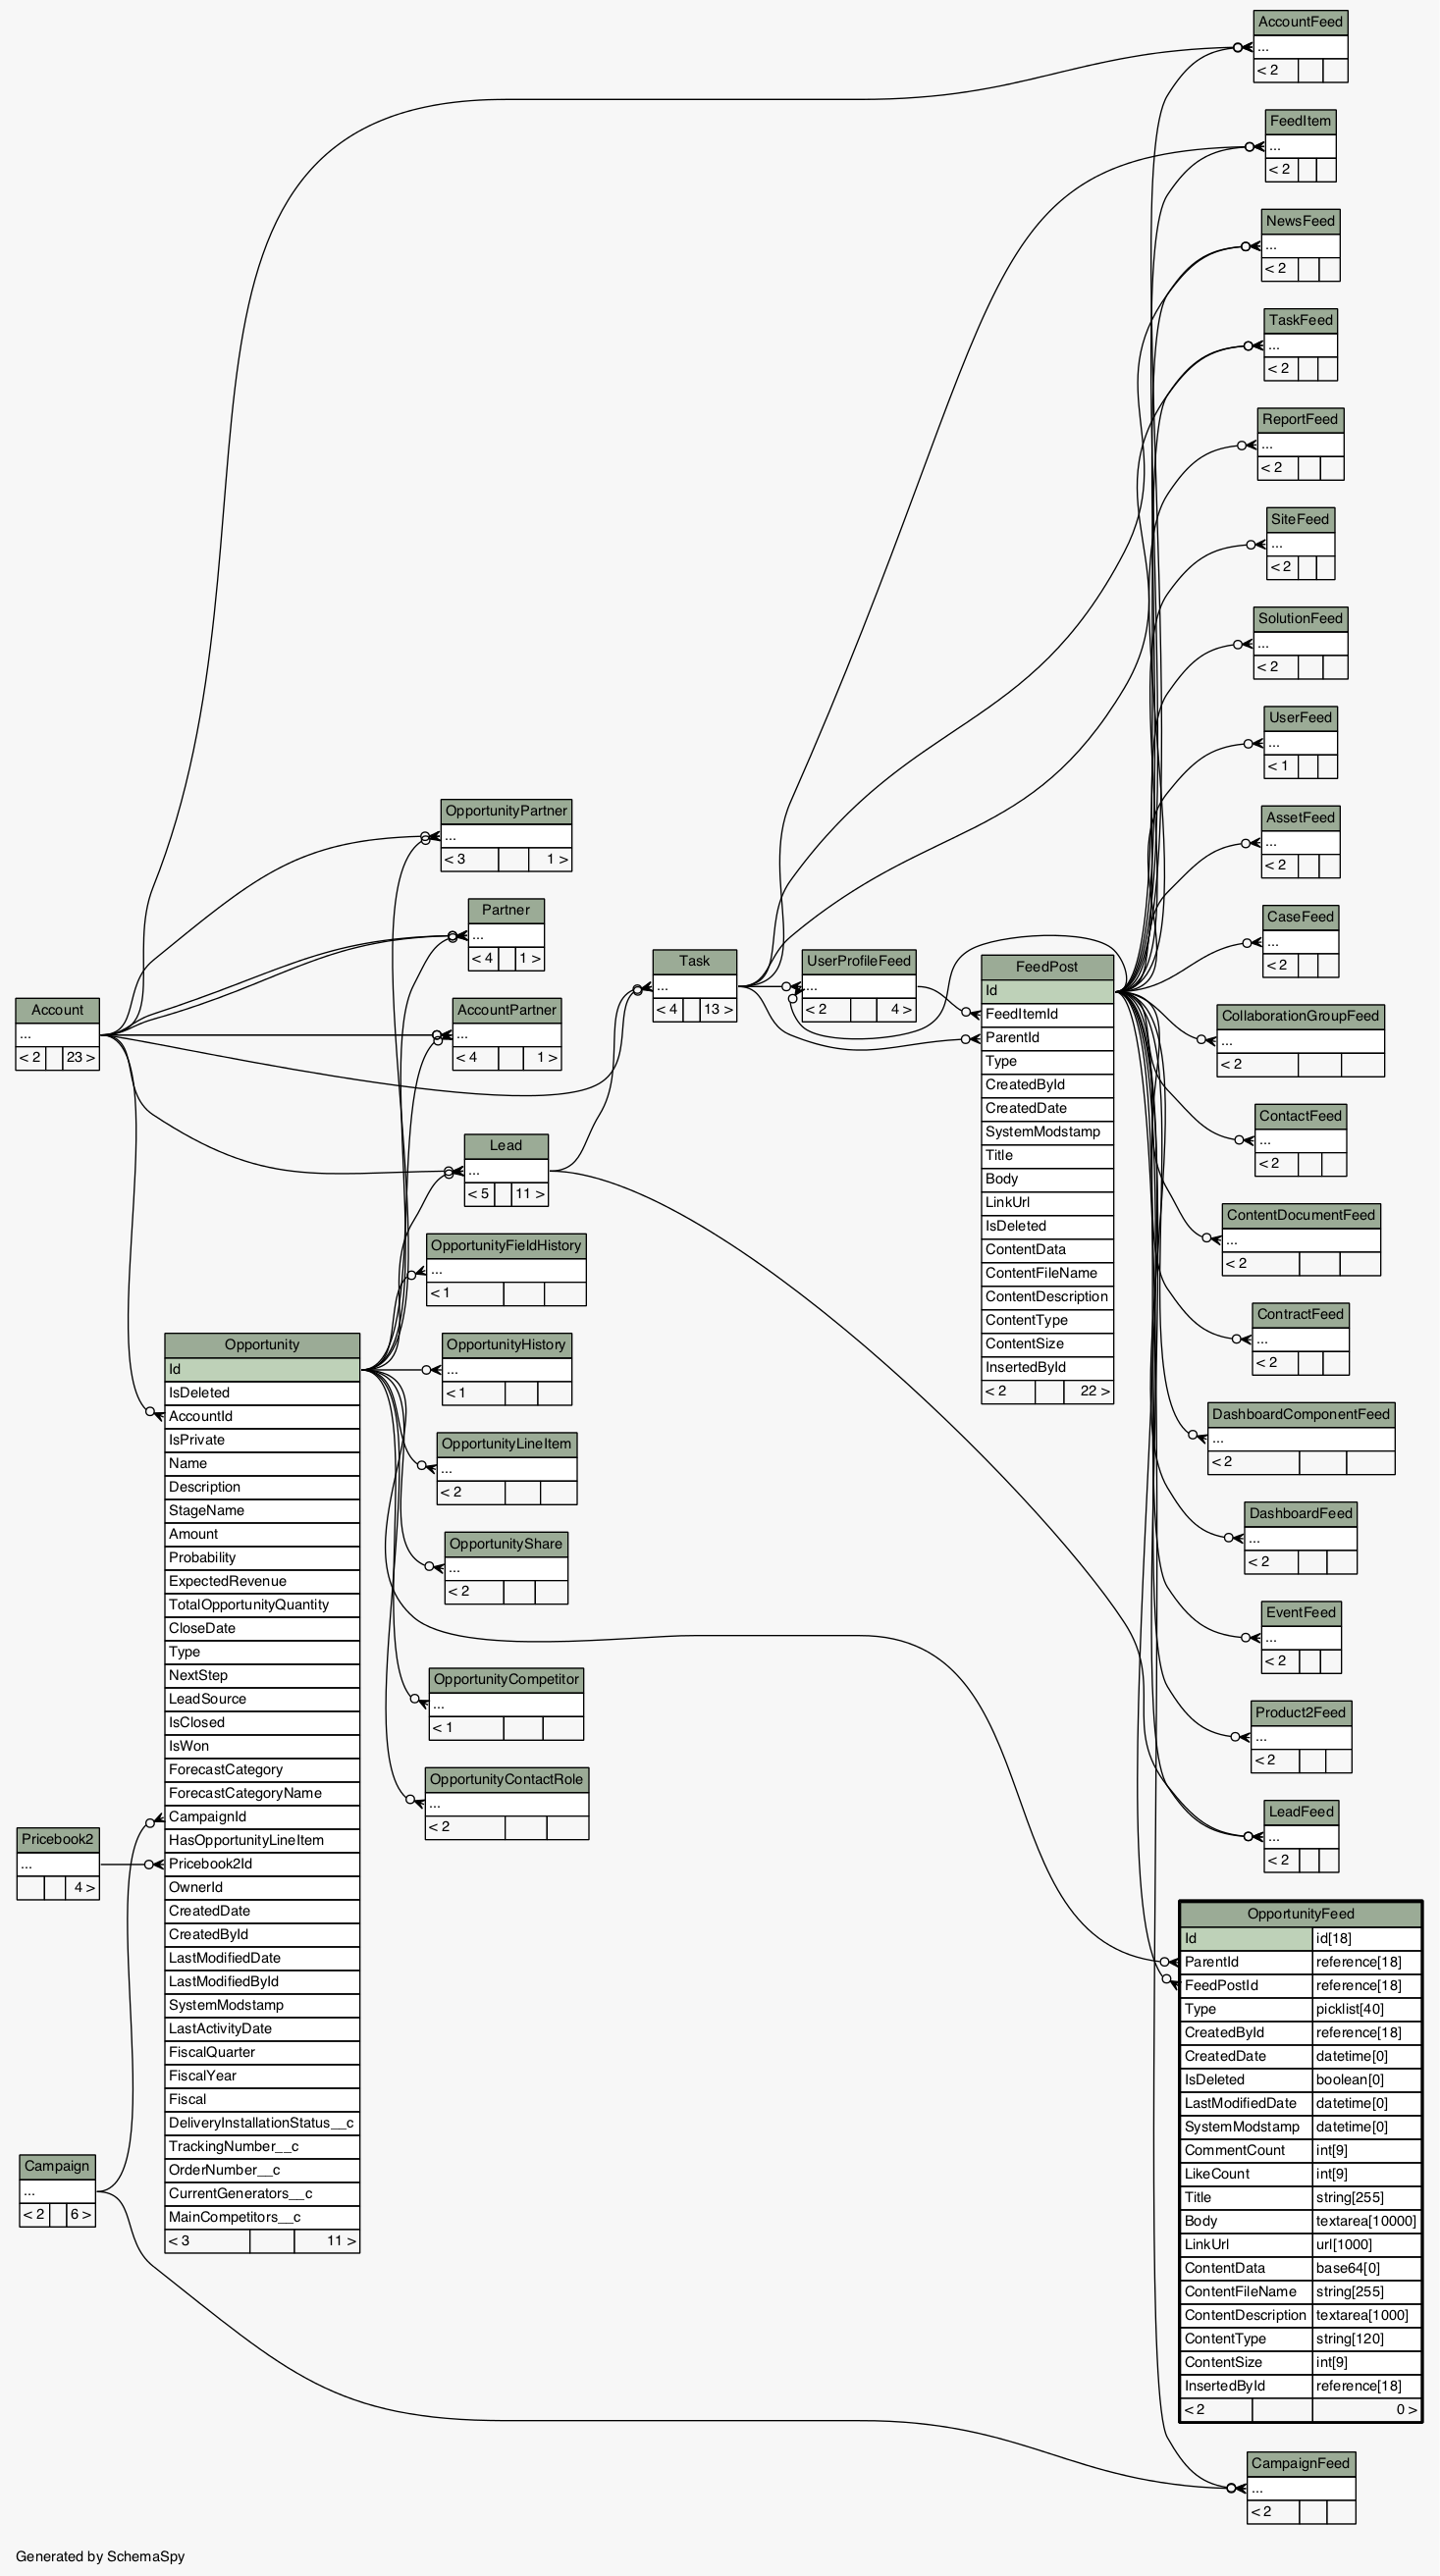 AccountFeed
...
< 2
FeedItem
...
< 2
NewsFeed
...
< 2
TaskFeed
...
< 2
ReportFeed
...
< 2
SiteFeed
...
< 2
SolutionFeed
...
< 2
UserFeed
...
< 1
AssetFeed
...
< 2
CaseFeed
...
< 2
CollaborationGroupFeed
...
< 2
ContactFeed
...
< 2
ContentDocumentFeed
...
< 2
ContractFeed
...
< 2
DashboardComponentFeed
...
< 2
DashboardFeed
...
< 2
EventFeed
...
< 2
Product2Feed
...
< 2
LeadFeed
...
< 2
OpportunityPartner
...
< 3 1 >
Partner
...
< 4 1 >
AccountPartner
...
< 4 1 >
Account
...
< 2 23 >
Task
...
< 4 13 >
UserProfileFeed
...
< 2 4 >
FeedPost
Id
FeedItemId
ParentId
Type
CreatedById
CreatedDate
SystemModstamp
Title
Body
LinkUrl
IsDeleted
ContentData
ContentFileName
ContentDescription
ContentType
ContentSize
InsertedById
< 2 22 >
Lead
...
< 5 11 >
OpportunityFieldHistory
...
< 1
OpportunityHistory
...
< 1
OpportunityLineItem
...
< 2
OpportunityShare
...
< 2
OpportunityCompetitor
...
< 1
OpportunityContactRole
...
< 2
Opportunity
Id
IsDeleted
AccountId
IsPrivate
Name
Description
StageName
Amount
Probability
ExpectedRevenue
TotalOpportunityQuantity
CloseDate
Type
NextStep
LeadSource
IsClosed
IsWon
ForecastCategory
ForecastCategoryName
CampaignId
HasOpportunityLineItem
Pricebook2Id
OwnerId
CreatedDate
CreatedById
LastModifiedDate
LastModifiedById
SystemModstamp
LastActivityDate
FiscalQuarter
FiscalYear
Fiscal
DeliveryInstallationStatus__c
TrackingNumber__c
OrderNumber__c
CurrentGenerators__c
MainCompetitors__c
< 3 11 >
Pricebook2
...
4 >
Campaign
...
< 2 6 >
OpportunityFeed
Id id[18]
ParentId reference[18]
FeedPostId reference[18]
Type picklist[40]
CreatedById reference[18]
CreatedDate datetime[0]
IsDeleted boolean[0]
LastModifiedDate datetime[0]
SystemModstamp datetime[0]
CommentCount int[9]
LikeCount int[9]
Title string[255]
Body textarea[10000]
LinkUrl url[1000]
ContentData base64[0]
ContentFileName string[255]
ContentDescription textarea[1000]
ContentType string[120]
ContentSize int[9]
InsertedById reference[18]
< 2 0 >
CampaignFeed
...
< 2
Generated by SchemaSpy